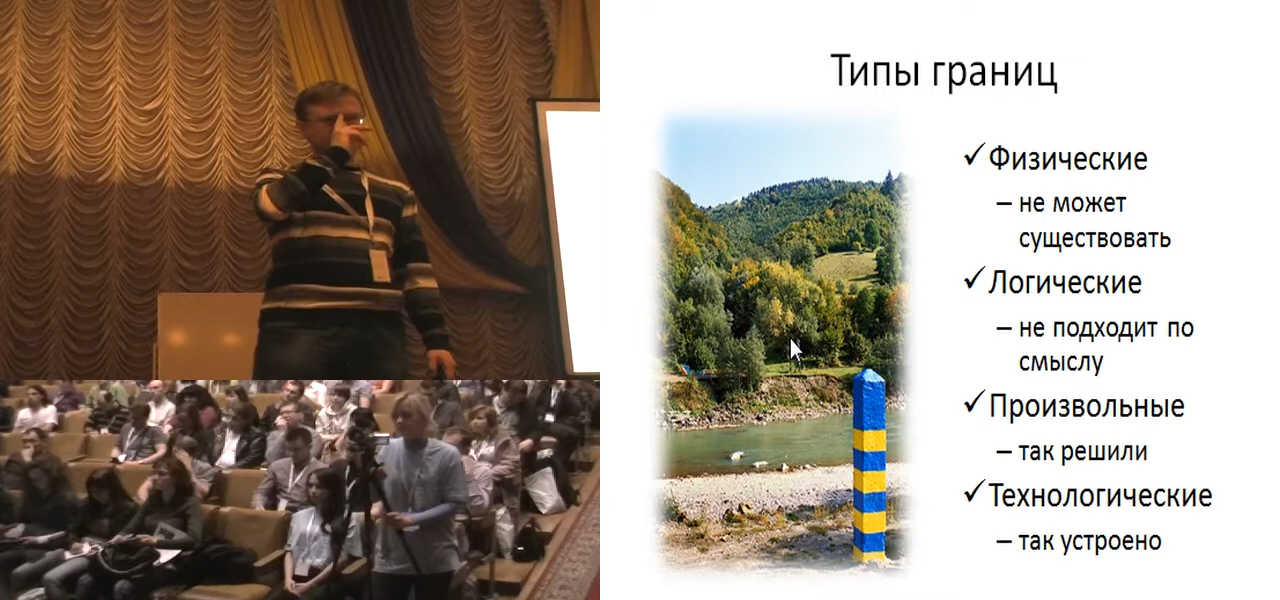 Типы границ
✓ Физические
– не может
существовать
✓ Логические
– не подходит по
смыслу
✓ Произвольные
– так решили
✓ Технологические
– так устроено